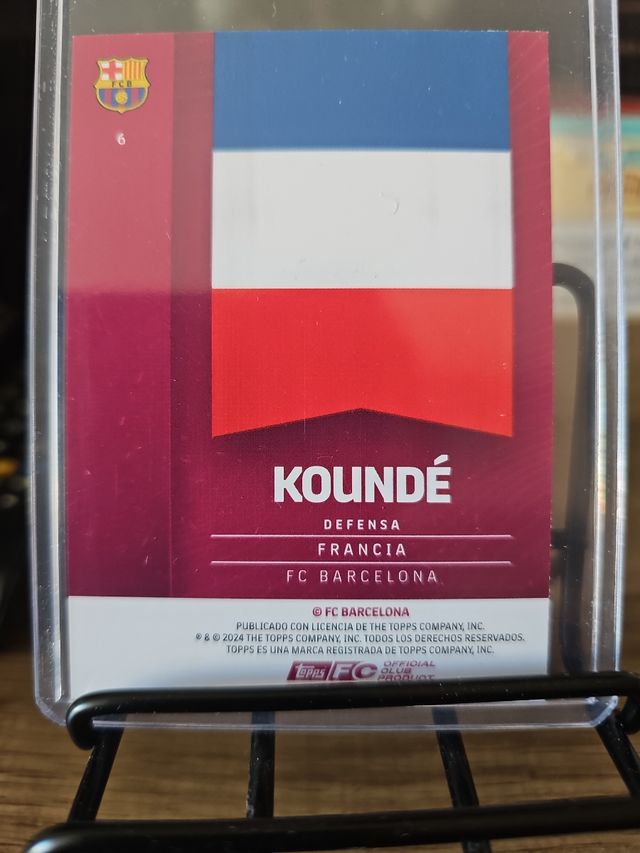 FCB
6
KOUNDÉ
DEFENSA
FRANCIA
FC BARCELONA
© FC BARCELONA
PUBLICADO CON LICENCIA DE THE TOPPS COMPANY, INC.
® & © 2024 THE TOPPS COMPANY, INC. TODOS LOS DERECHOS RESERVADOS.
TOPPS ES UNA MARCA REGISTRADA DE TOPPS COMPANY, INC.
topps FC OFFICIAL
CLUB
PRODUCT